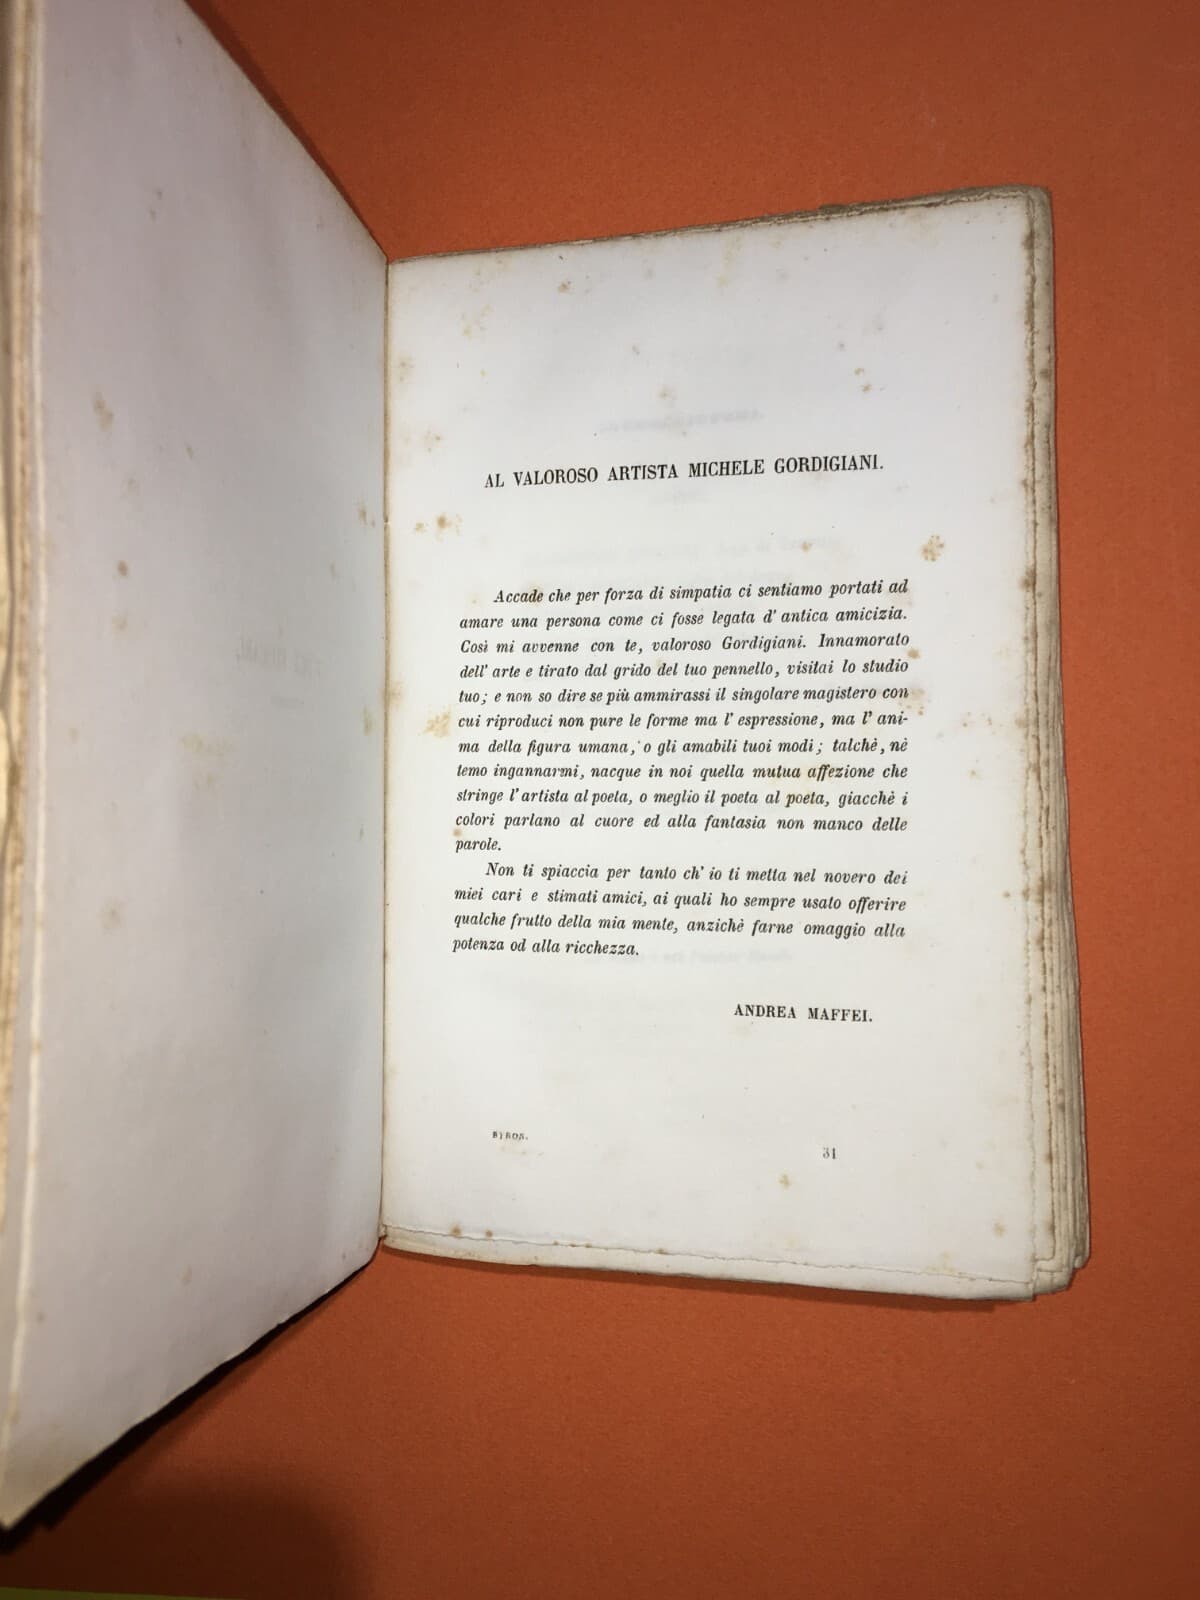 AL VALOROSO ARTISTA MICHELE GORDIGIANI.
Accade che per forza di simpatia ci sentiamo portati ad
amare una persona come ci fosse legata d' antica amicizia.
Così mi avvenne con te, valoroso Gordigiani. Innamorato
dell' arte e tirato dal grido del tuo pennello, visitai lo studio
tuo; e non so dire se più ammirassi il singolare magistero con
cui riproduci non pure le forme ma l' espressione, ma l' ani-
ma della figura umana, o gli amabili tuoi modi; talchè, nè
temo ingannarmi, nacque in noi quella mutua affezione che
stringe l' artista al poeta, o meglio il poeta al poeta, giacchè i
colori parlano al cuore ed alla fantasia non manco delle
parole.
Non ti spiaccia per tanto ch' io ti metta nel novero dei
miei cari e stimati amici, ai quali ho sempre usato offerire
qualche frutto della mia mente, anzichè farne omaggio alla
potenza od alla ricchezza.
ANDREA MAFFEI.
BYRON.
31